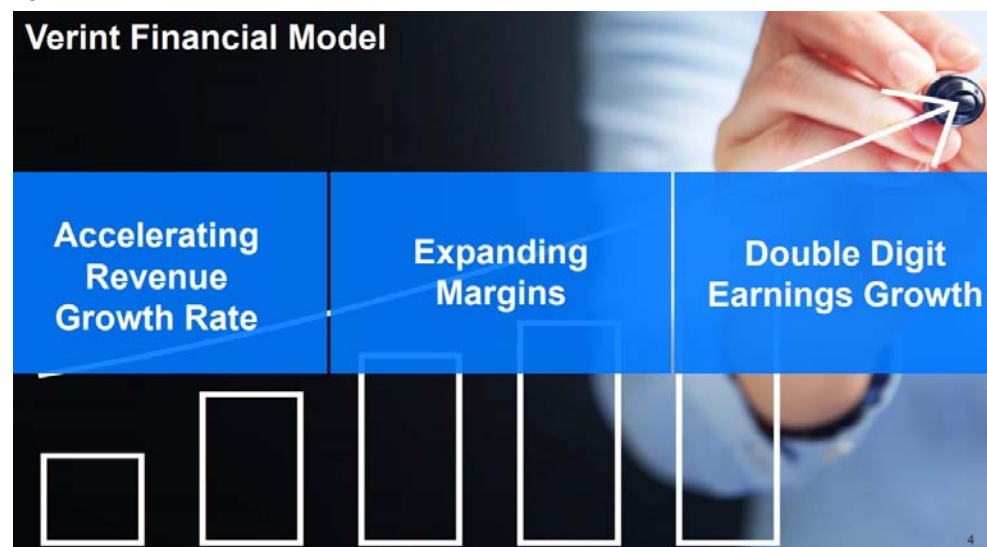 Verint Financial Model
Accelerating
Revenue
Growth Rate
Expanding
Margins
Double Digit
Earnings Growth
4